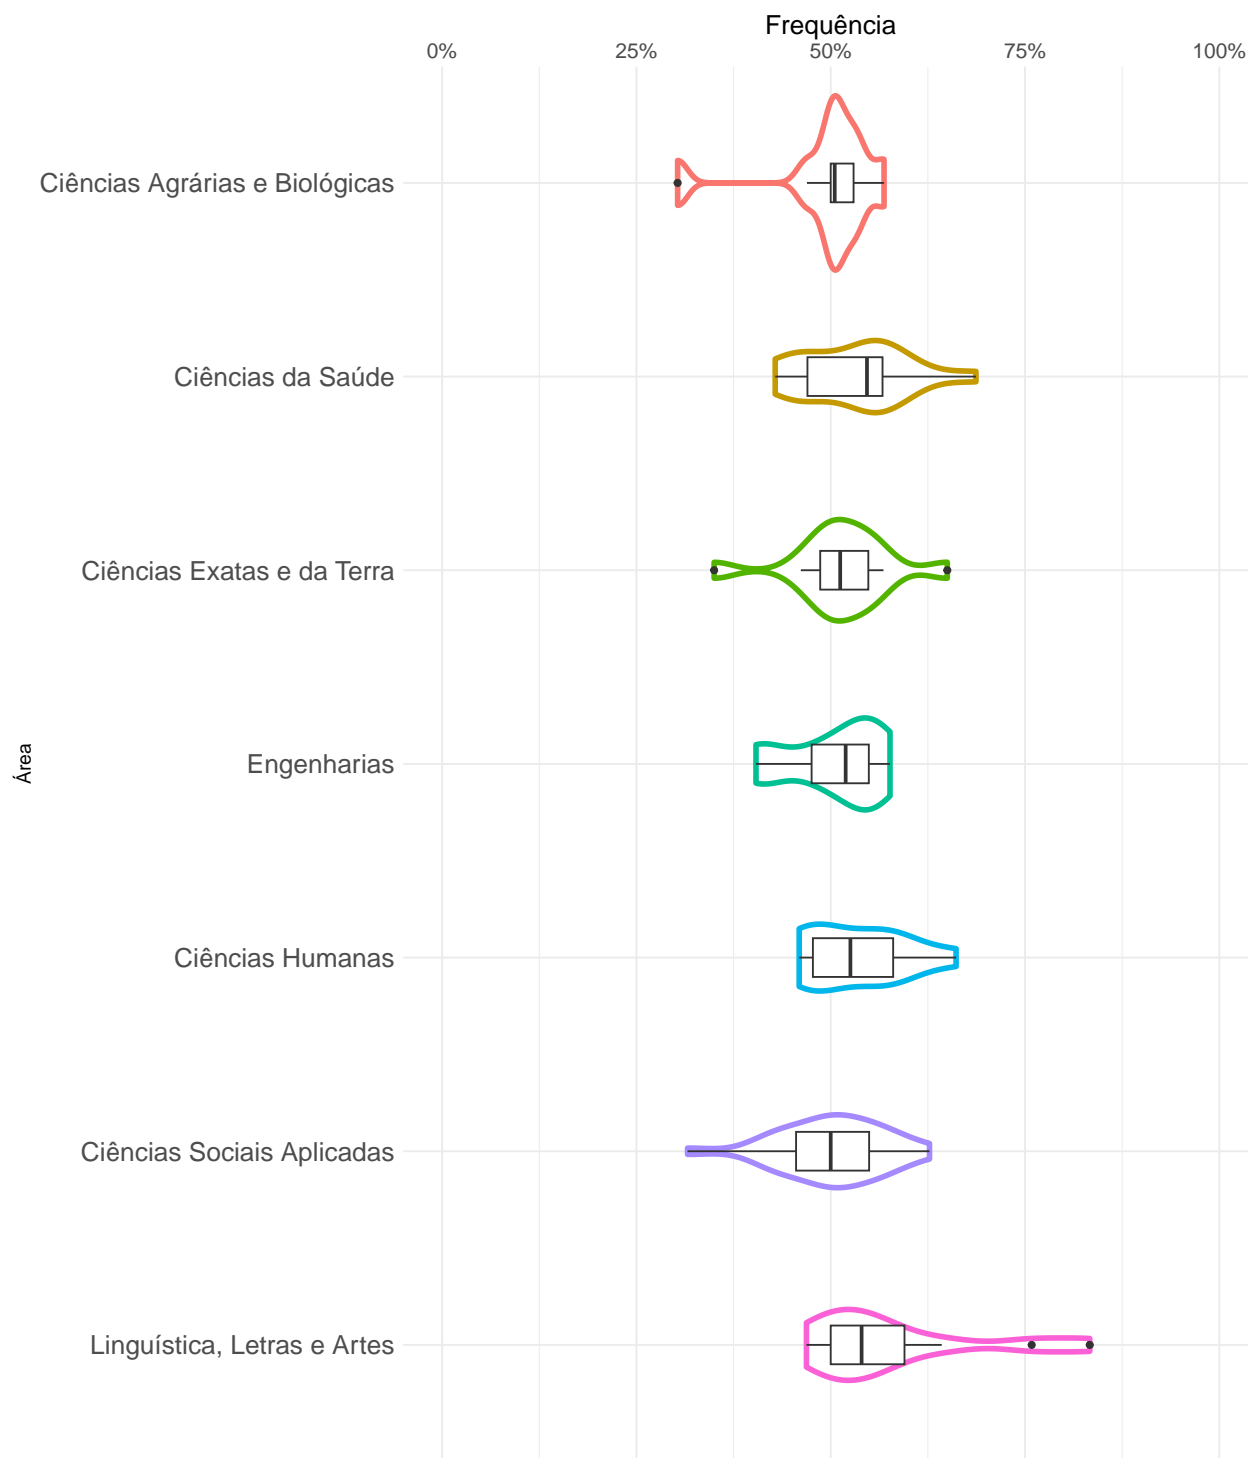 Frequência
0% 25% 50% 75% 100%
Ciências Agrárias e Biológicas
Ciências da Saúde
Ciências Exatas e da Terra
Área
Engenharias
Ciências Humanas
Ciências Sociais Aplicadas
Linguística, Letras e Artes